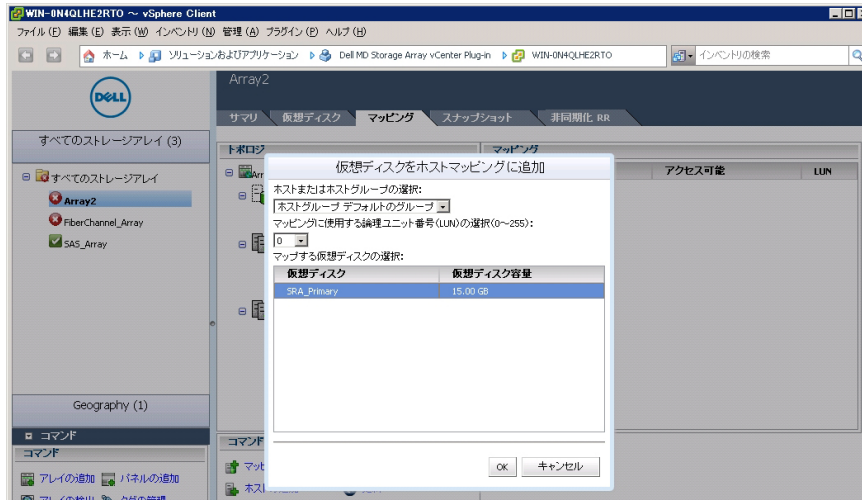 WIN-0N4QLHE2RTO ～ vSphere Client
ファイル (F) 編集 (E) 表示 (W) インベントリ (N) 管理 (A) プラグイン (P) ヘルプ (H)
ホーム ソリューションおよびアプリケーション Dell MD Storage Array vCenter Plug-in WIN-0N4QLHE2RTO インベントリの検索
DELL
Array2
サマリ 仮想ディスク マッピング スナップショット 非同期化 RR
すべてのストレージアレイ (3)
トポロジ
マッピング
すべてのストレージアレイ
Array2
FiberChannel_Array
SAS_Array
アクセス可能 LUN
仮想ディスクをホストマッピングに追加
ホストまたはホストグループの選択:
ホストグループ デフォルトのグループ
マッピングに使用する論理ユニット番号(LUN)の選択(0～255):
0
マップする仮想ディスクの選択:
仮想ディスク 仮想ディスク容量
SRA_Primary 15.00 GB
OK キャンセル
Geography (1)
コマンド
コマンド
アレイの追加 パネルの追加
コマンド